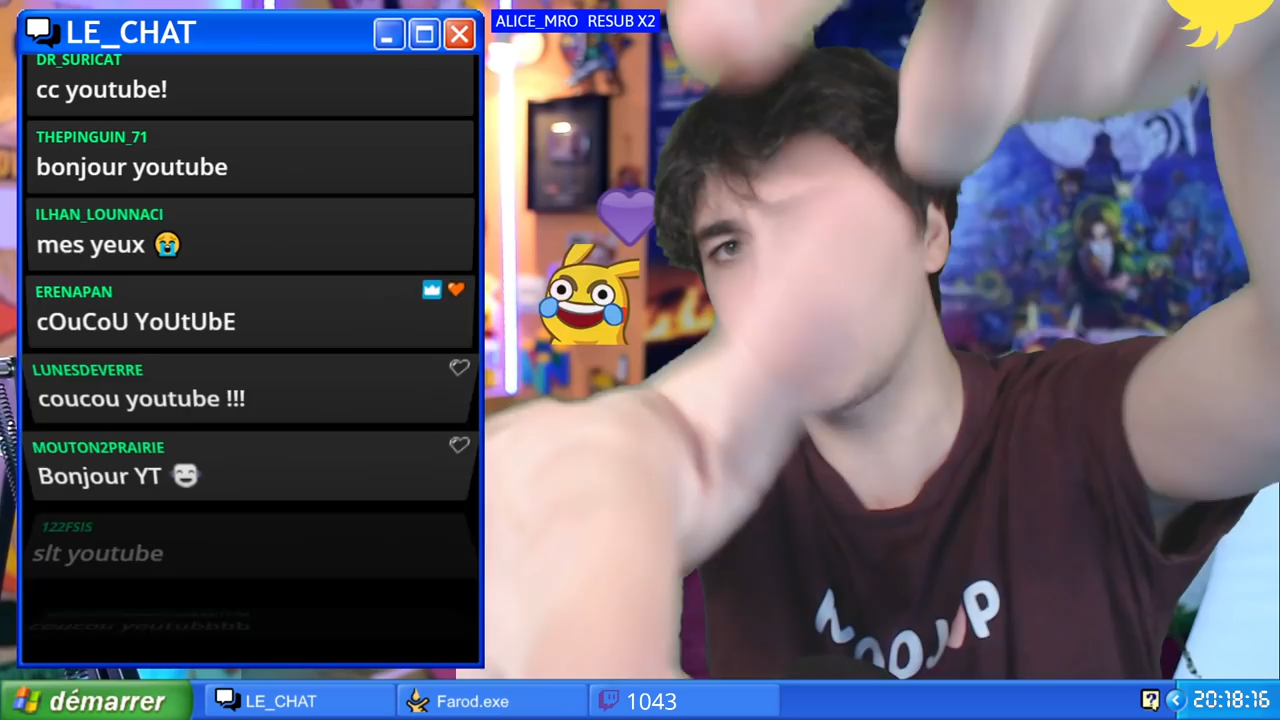 LE_CHAT
ALICE_MRO RESUB X2
DR_SURICAT
cc youtube!
THEPINGUIN_71
bonjour youtube
ILHAN_LOUNNACI
mes yeux 😭
ERENAPAN
cOuCoU YoUtUbE
LUNESDEVERRE
coucou youtube !!!
MOUTON2PRAIRIE
Bonjour YT
122FSIS
slt youtube
démarrer
LE_CHAT
Farod.exe
1043
20:18:16